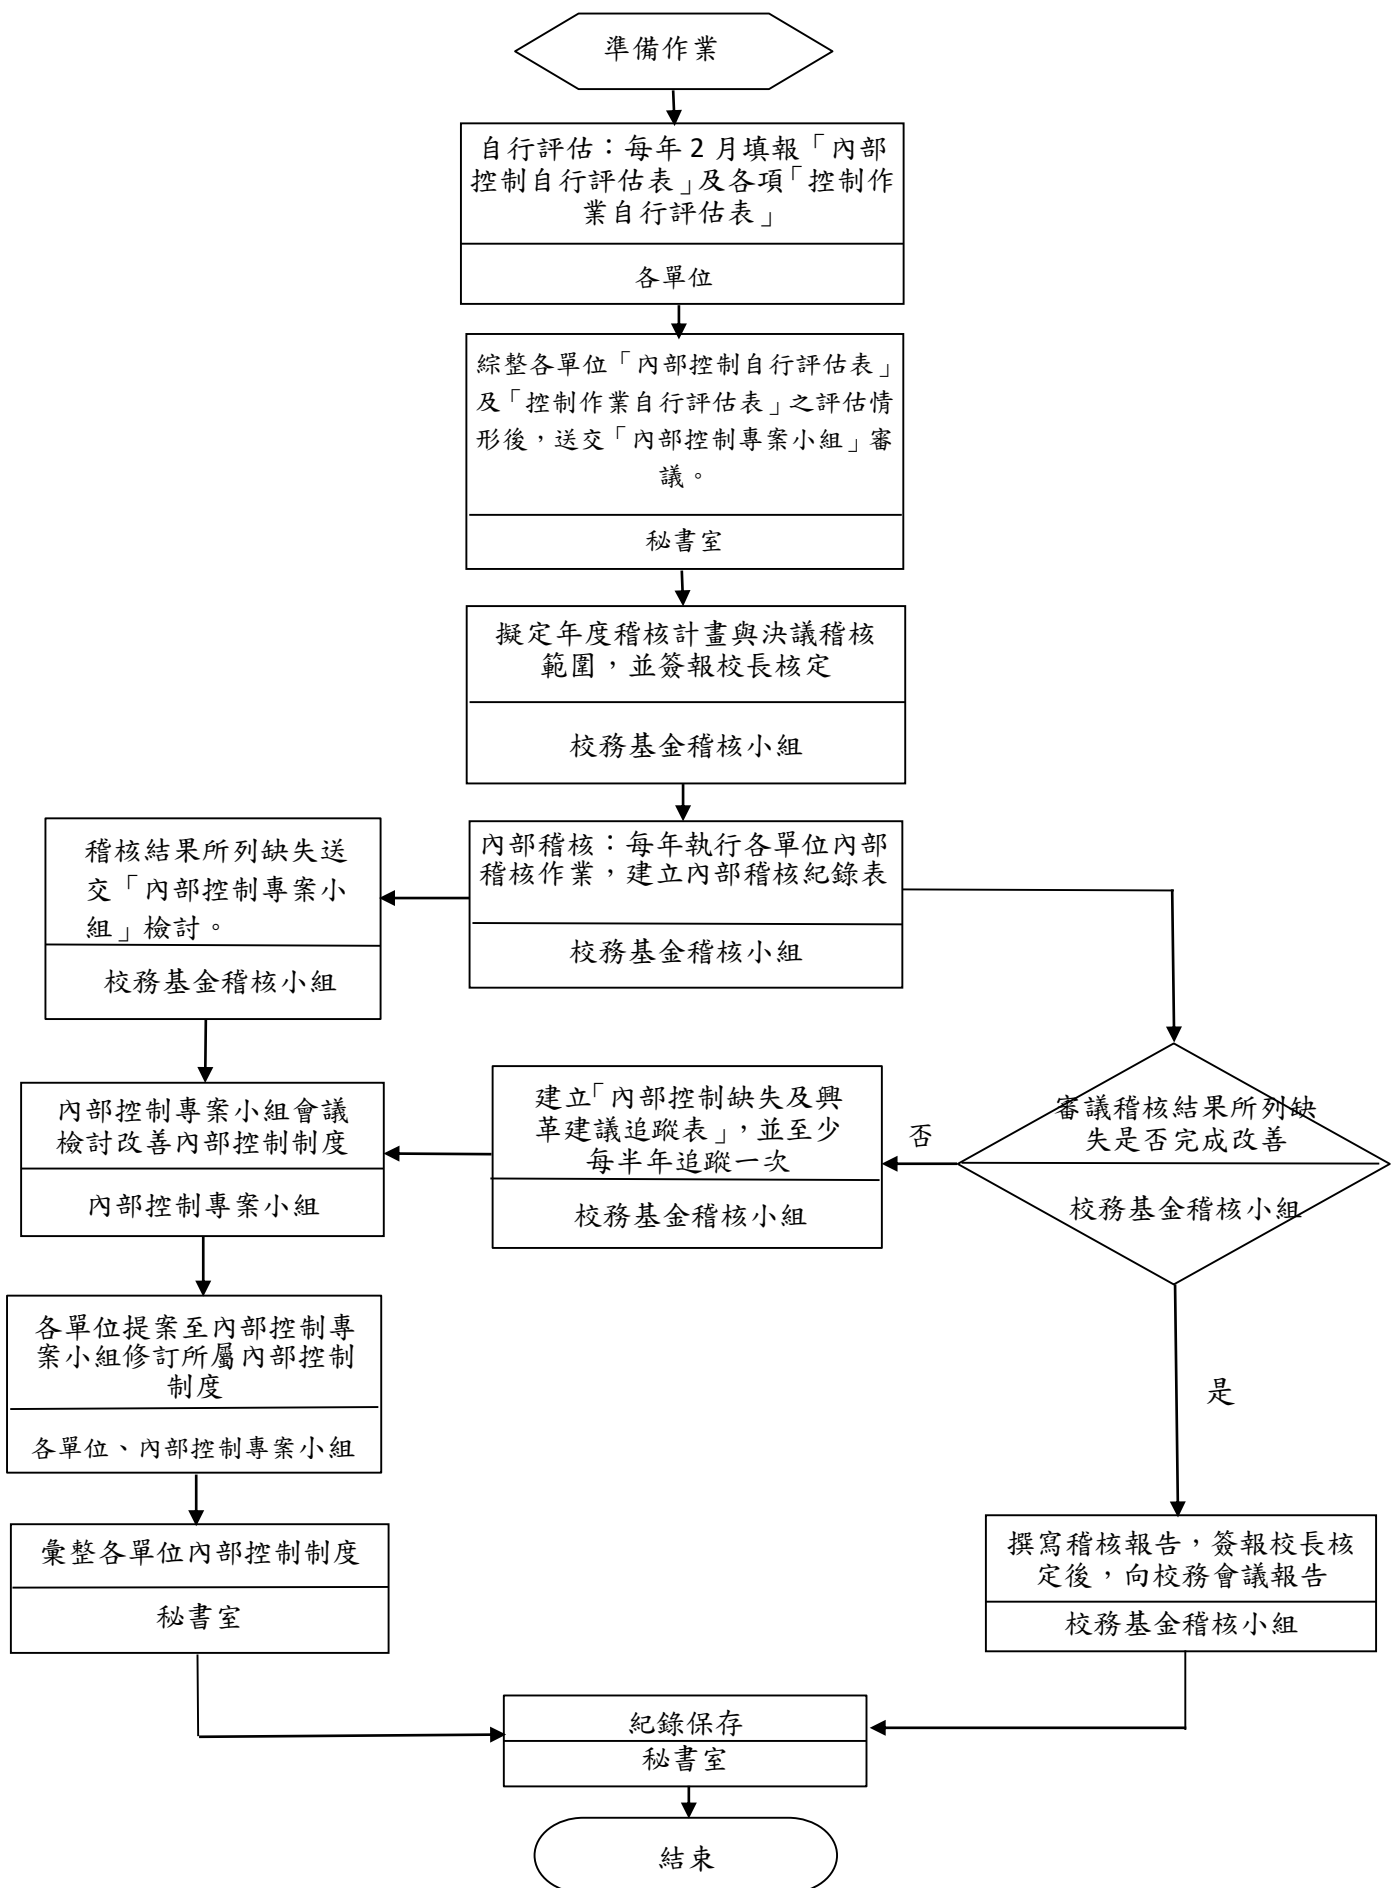 準備作業
自行評估：每年 2 月填報「內部
控制自行評估表」及各項「控制作
業自行評估表」
各單位
綜整各單位「內部控制自行評估表」
及「控制作業自行評估表」之評估情
形後，送交「內部控制專案小組」審
議。
秘書室
擬定年度稽核計畫與決議稽核
範圍，並簽報校長核定
校務基金稽核小組
內部稽核：每年執行各單位內部
稽核作業，建立內部稽核紀錄表
校務基金稽核小組
稽核結果所列缺失送
交「內部控制專案小
組」檢討。
校務基金稽核小組
審議稽核結果所列缺
失是否完成改善
校務基金稽核小組
否
建立「內部控制缺失及興
革建議追蹤表」，並至少
每半年追蹤一次
校務基金稽核小組
內部控制專案小組會議
檢討改善內部控制制度
內部控制專案小組
各單位提案至內部控制專
案小組修訂所屬內部控制
制度
各單位、內部控制專案小組
是
彙整各單位內部控制制度
秘書室
撰寫稽核報告，簽報校長核
定後，向校務會議報告
校務基金稽核小組
紀錄保存
秘書室
結束